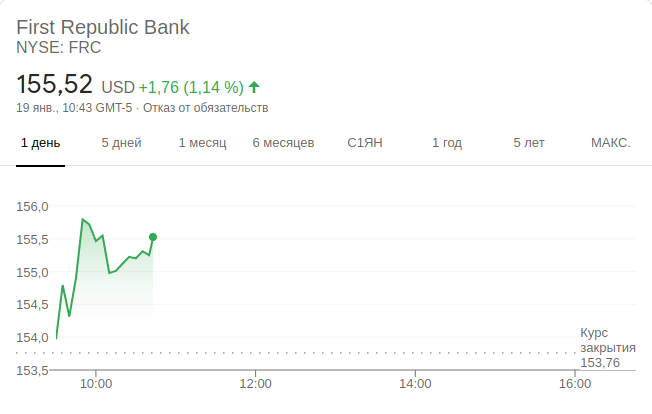 First Republic Bank
NYSE: FRC
155,52 USD +1,76 (1,14 %)
19 янв., 10:43 GMT-5 · Отказ от обязательств
1 день 5 дней 1 месяц 6 месяцев С1ЯН 1 год 5 лет МАКС.
156,0
155,5
155,0
154,5
154,0
153,5
Курс
закрытия
153,76
10:00 12:00 14:00 16:00